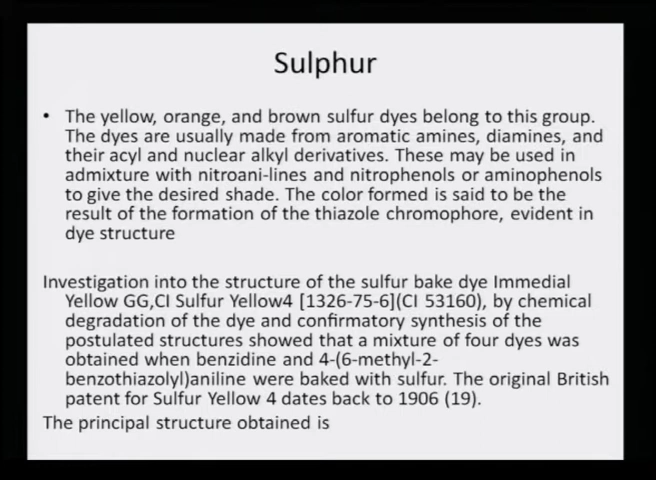 Sulphur
• The yellow, orange, and brown sulfur dyes belong to this group.
The dyes are usually made from aromatic amines, diamines, and
their acyl and nuclear alkyl derivatives. These may be used in
admixture with nitroani-lines and nitrophenols or aminophenols
to give the desired shade. The color formed is said to be the
result of the formation of the thiazole chromophore, evident in
dye structure
Investigation into the structure of the sulfur bake dye Immedial
Yellow GG,CI Sulfur Yellow4 [1326-75-6](CI 53160), by chemical
degradation of the dye and confirmatory synthesis of the
postulated structures showed that a mixture of four dyes was
obtained when benzidine and 4-(6-methyl-2-
benzothiazolyl)aniline were baked with sulfur. The original British
patent for Sulfur Yellow 4 dates back to 1906 (19).
The principal structure obtained is